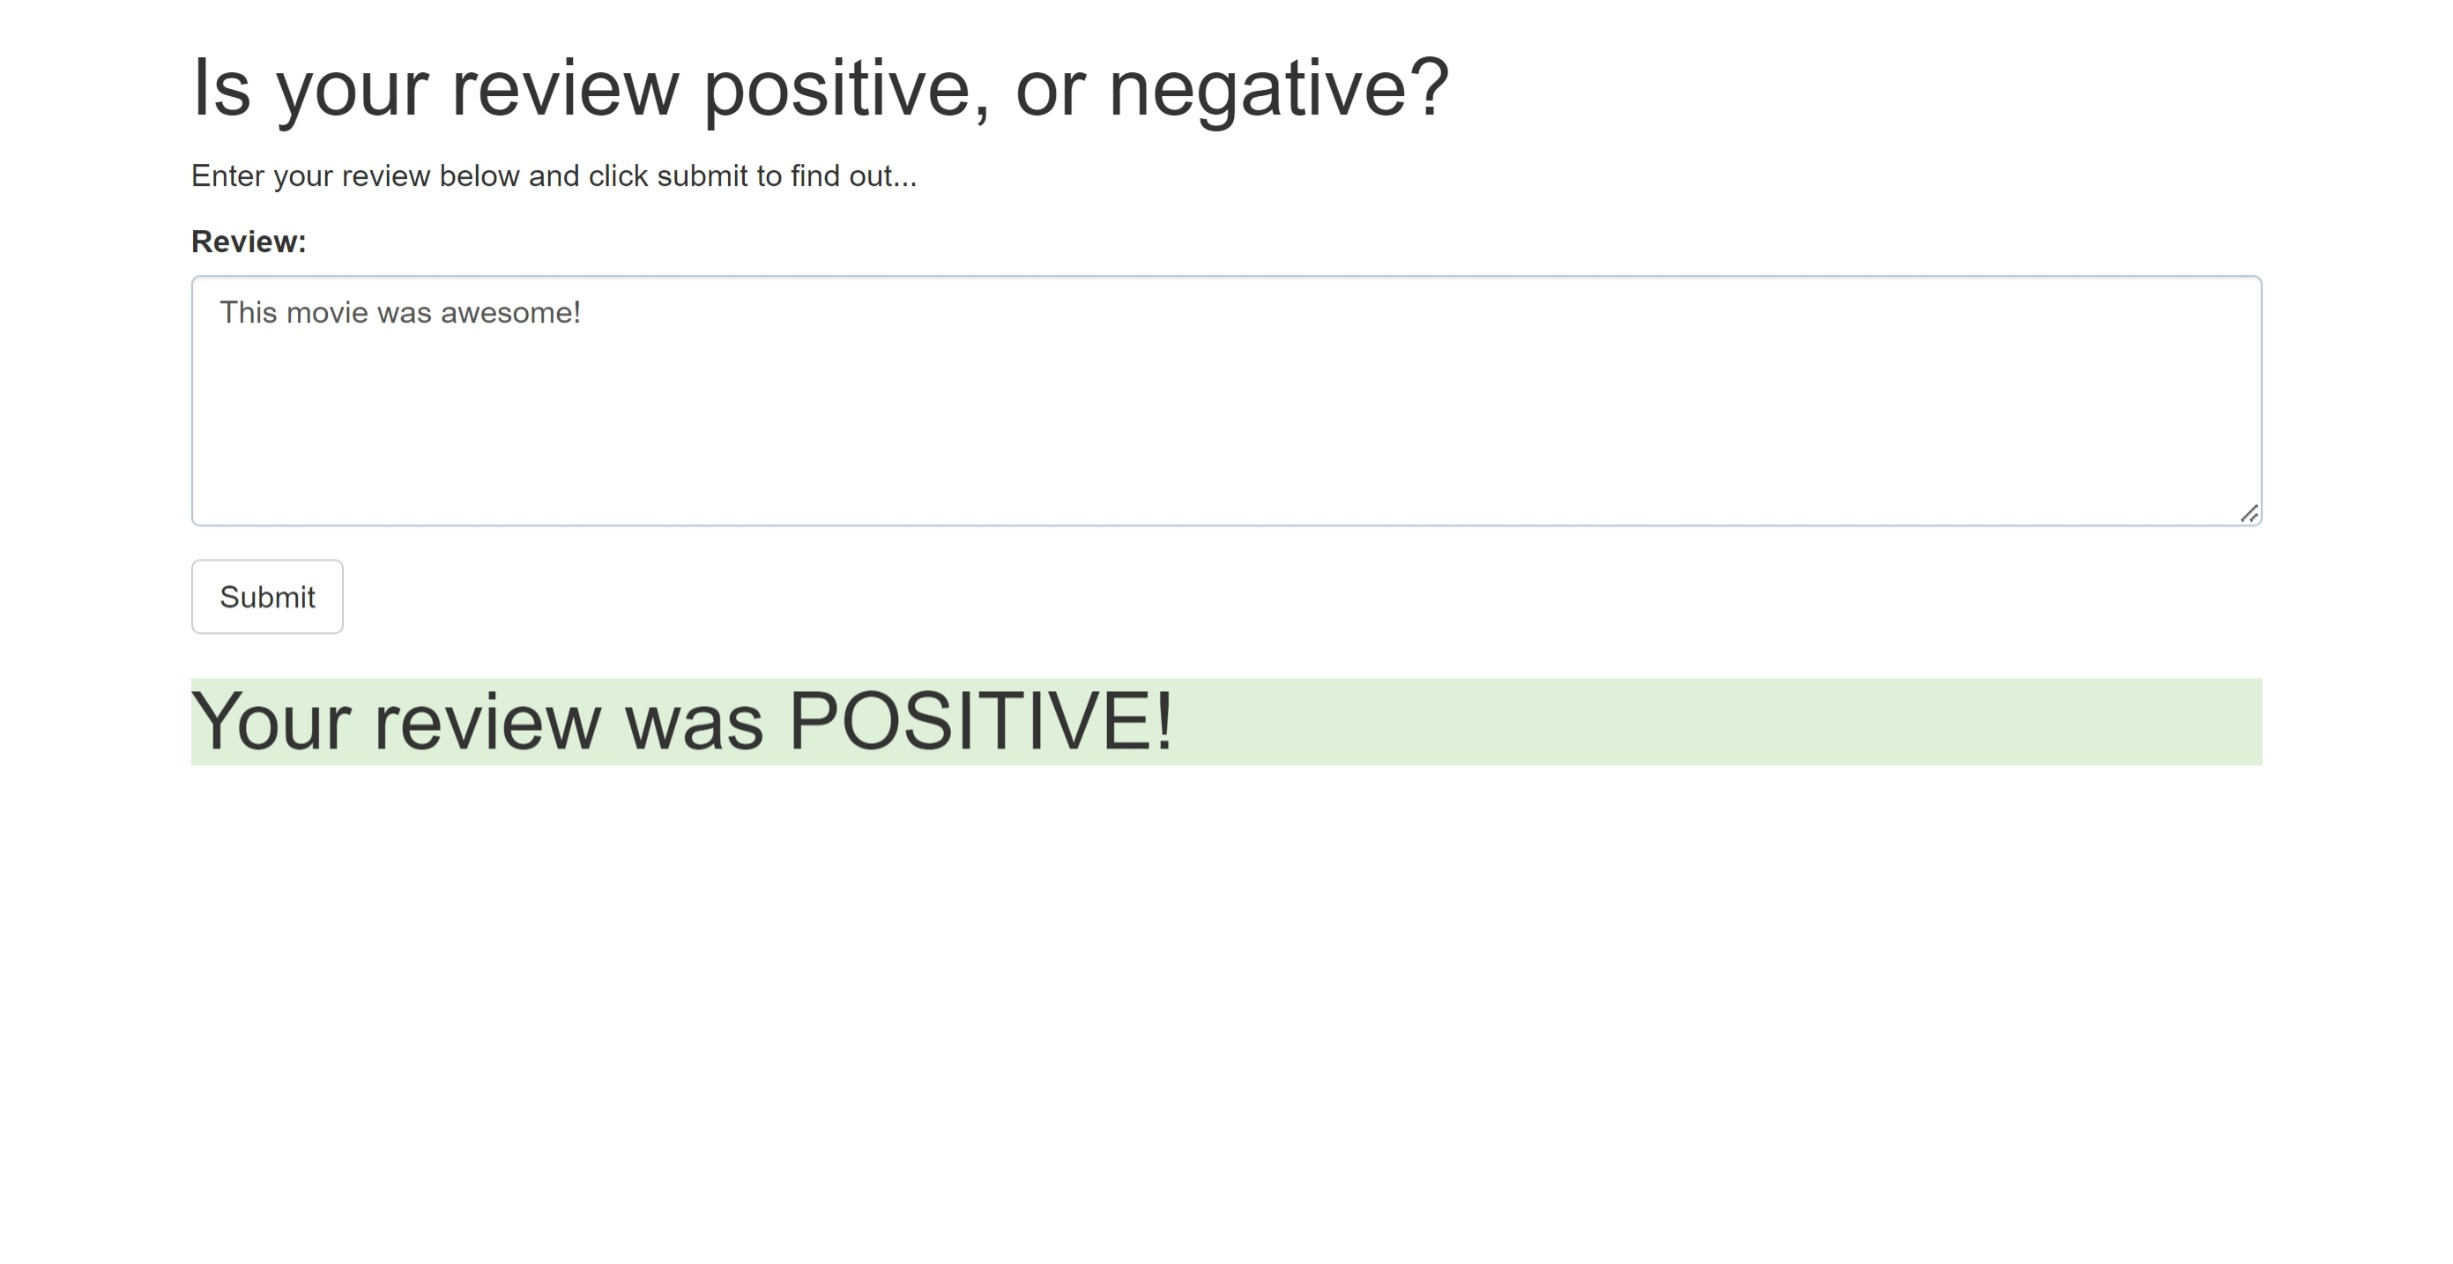 Is your review positive, or negative?
Enter your review below and click submit to find out...
Review:
This movie was awesome!
Submit
Your review was POSITIVE!